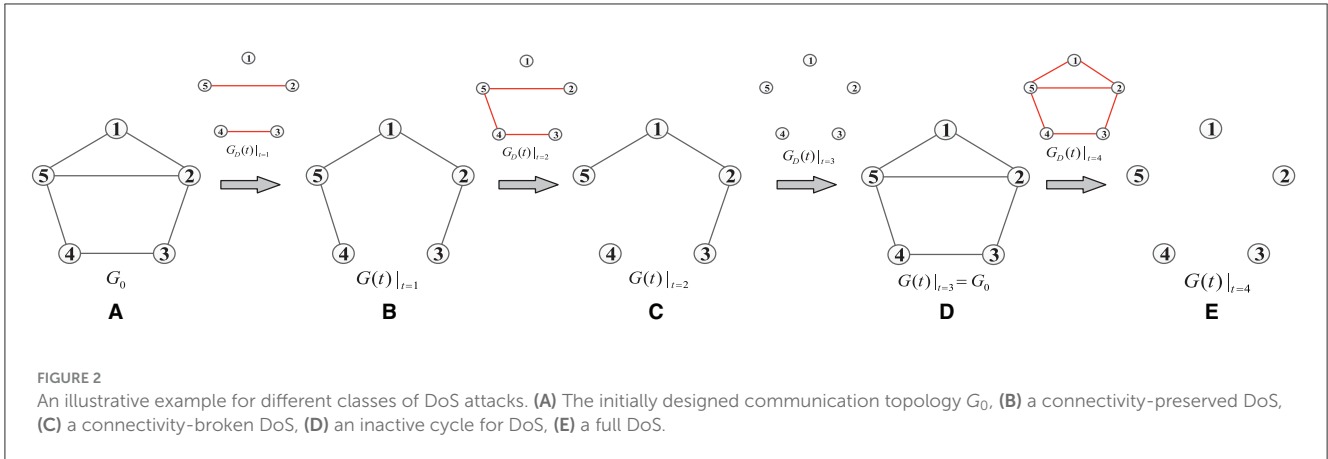 1
5 2
4 3
G_D(t)|_{t=1}
1
5 2
4 3
G_D(t)|_{t=2}
1
5 2
4 3
G_D(t)|_{t=3}
1
5 2
4 3
G_D(t)|_{t=4}
1
5 2
4 3
G_0
A
1
5 2
4 3
G(t)|_{t=1}
B
1
5 2
4 3
G(t)|_{t=2}
C
1
5 2
4 3
G(t)|_{t=3} = G_0
D
1
5 2
4 3
G(t)|_{t=4}
E
FIGURE 2
An illustrative example for different classes of DoS attacks. (A) The initially designed communication topology G_0, (B) a connectivity-preserved DoS,
(C) a connectivity-broken DoS, (D) an inactive cycle for DoS, (E) a full DoS.